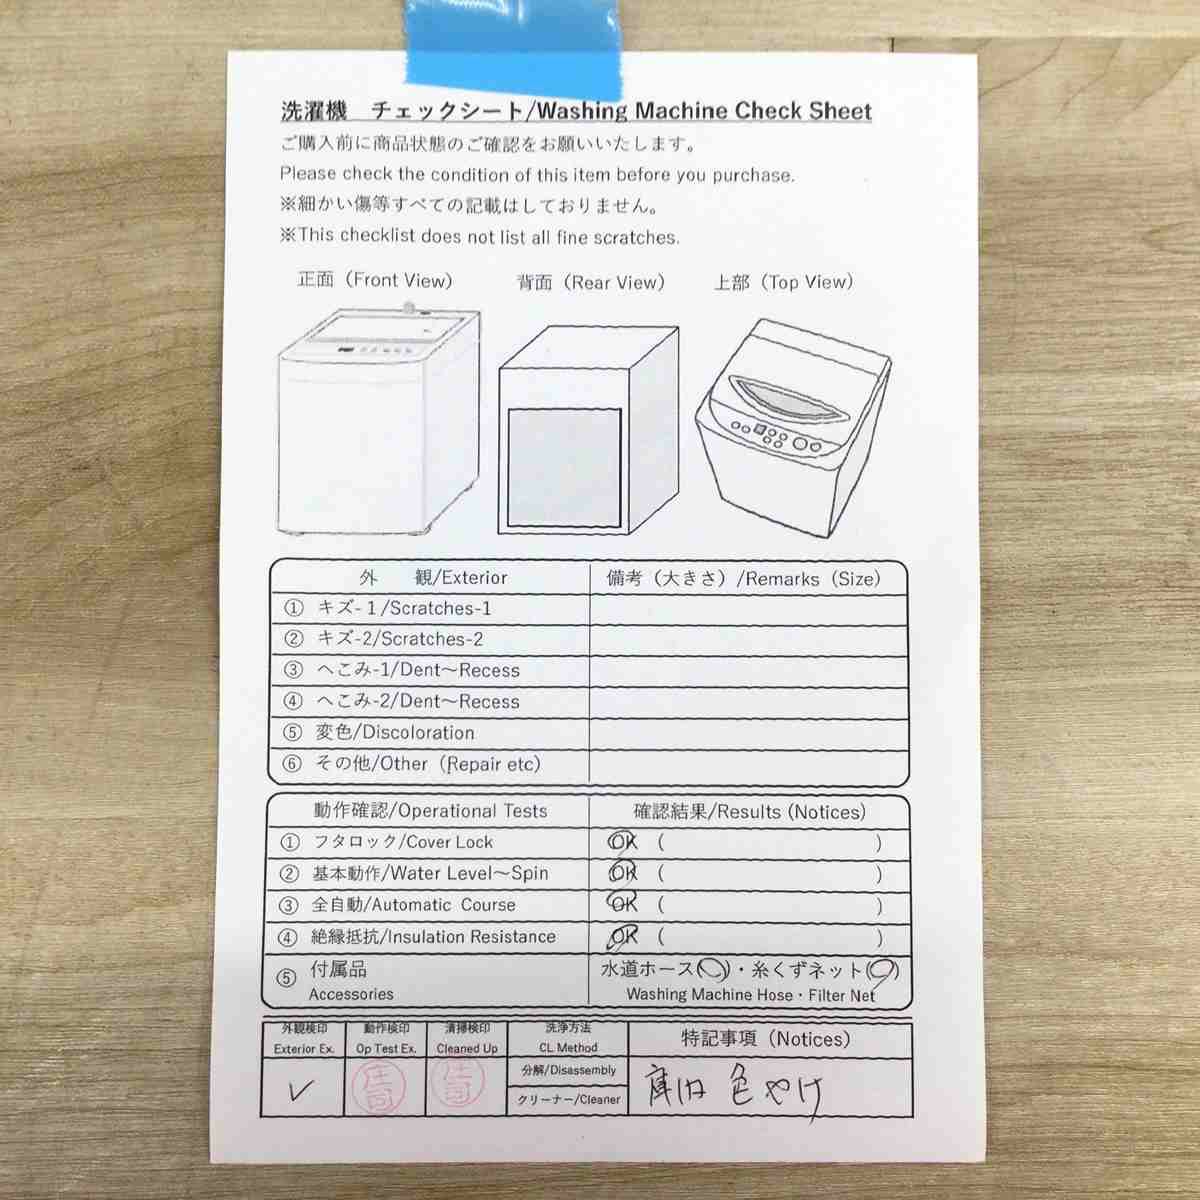 洗濯機　チェックシート/Washing Machine Check Sheet
ご購入前に商品状態のご確認をお願いいたします。
Please check the condition of this item before you purchase.
※細かい傷等すべての記載はしておりません。
※This checklist does not list all fine scratches.
正面（Front View）　背面（Rear View）　上部（Top View）
外　観/Exterior　備考（大きさ）/Remarks（Size）
① キズ-1/Scratches-1
② キズ-2/Scratches-2
③ へこみ-1/Dent～Recess
④ へこみ-2/Dent～Recess
⑤ 変色/Discoloration
⑥ その他/Other（Repair etc）
動作確認/Operational Tests　確認結果/Results (Notices)
① フタロック/Cover Lock　OK（　）
② 基本動作/Water Level～Spin　OK（　）
③ 全自動/Automatic Course　OK（　）
④ 絶縁抵抗/Insulation Resistance　OK（　）
⑤ 付属品　水道ホース(○)・糸くずネット(○)
Accessories　Washing Machine Hose・Filter Net
外観検印　動作検印　清掃検印　洗浄方法　特記事項（Notices）
Exterior Ex.　Op Test Ex.　Cleaned Up　CL Method
✓　庄司　庄司　分解/Disassembly　色やけ
クリーナー/Cleaner